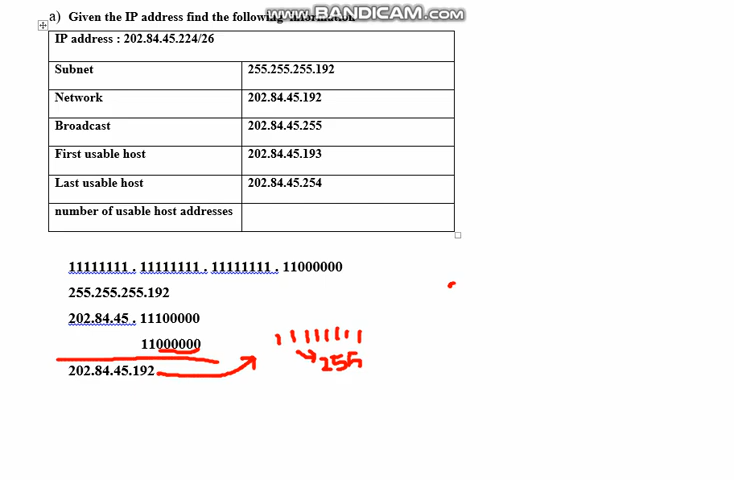 www.BANDICAM.com
a) Given the IP address find the following information
IP address : 202.84.45.224/26
Subnet 255.255.255.192
Network 202.84.45.192
Broadcast 202.84.45.255
First usable host 202.84.45.193
Last usable host 202.84.45.254
number of usable host addresses
11111111 . 11111111 . 11111111 . 11000000
255.255.255.192
202.84.45 . 11100000
11000000
11111111
255
202.84.45.192